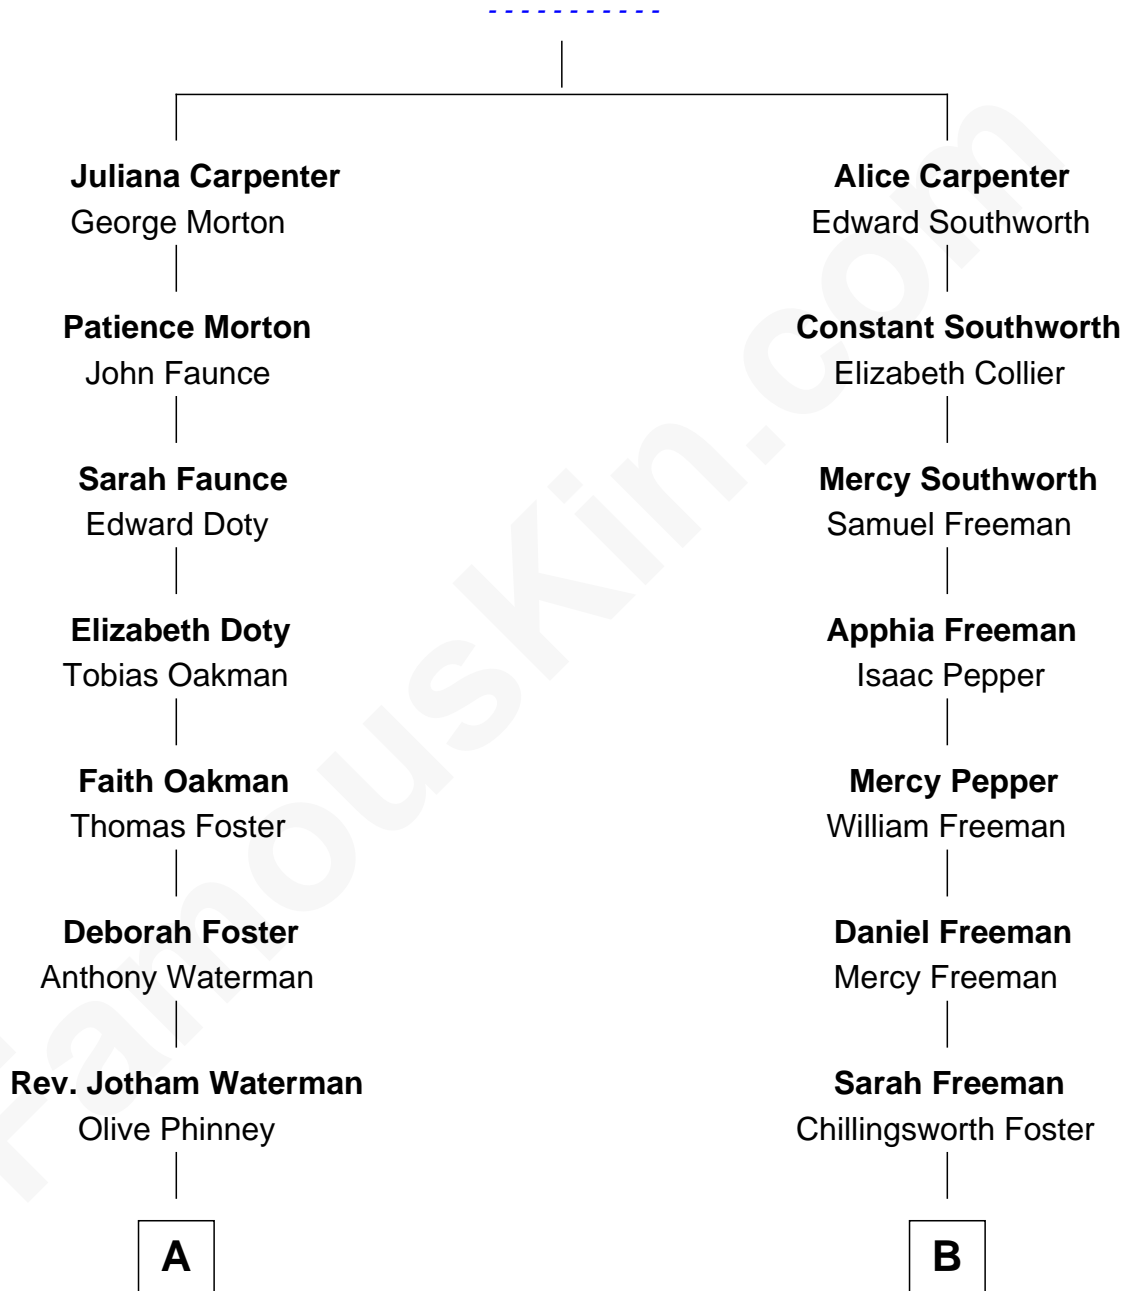 - - - - - - - - - - -
Juliana Carpenter
George Morton
Patience Morton
John Faunce
Sarah Faunce
Edward Doty
Elizabeth Doty
Tobias Oakman
Faith Oakman
Thomas Foster
Deborah Foster
Anthony Waterman
Rev. Jotham Waterman
Olive Phinney
A
Alice Carpenter
Edward Southworth
Constant Southworth
Elizabeth Collier
Mercy Southworth
Samuel Freeman
Apphia Freeman
Isaac Pepper
Mercy Pepper
William Freeman
Daniel Freeman
Mercy Freeman
Sarah Freeman
Chillingsworth Foster
B
FamousKin.com